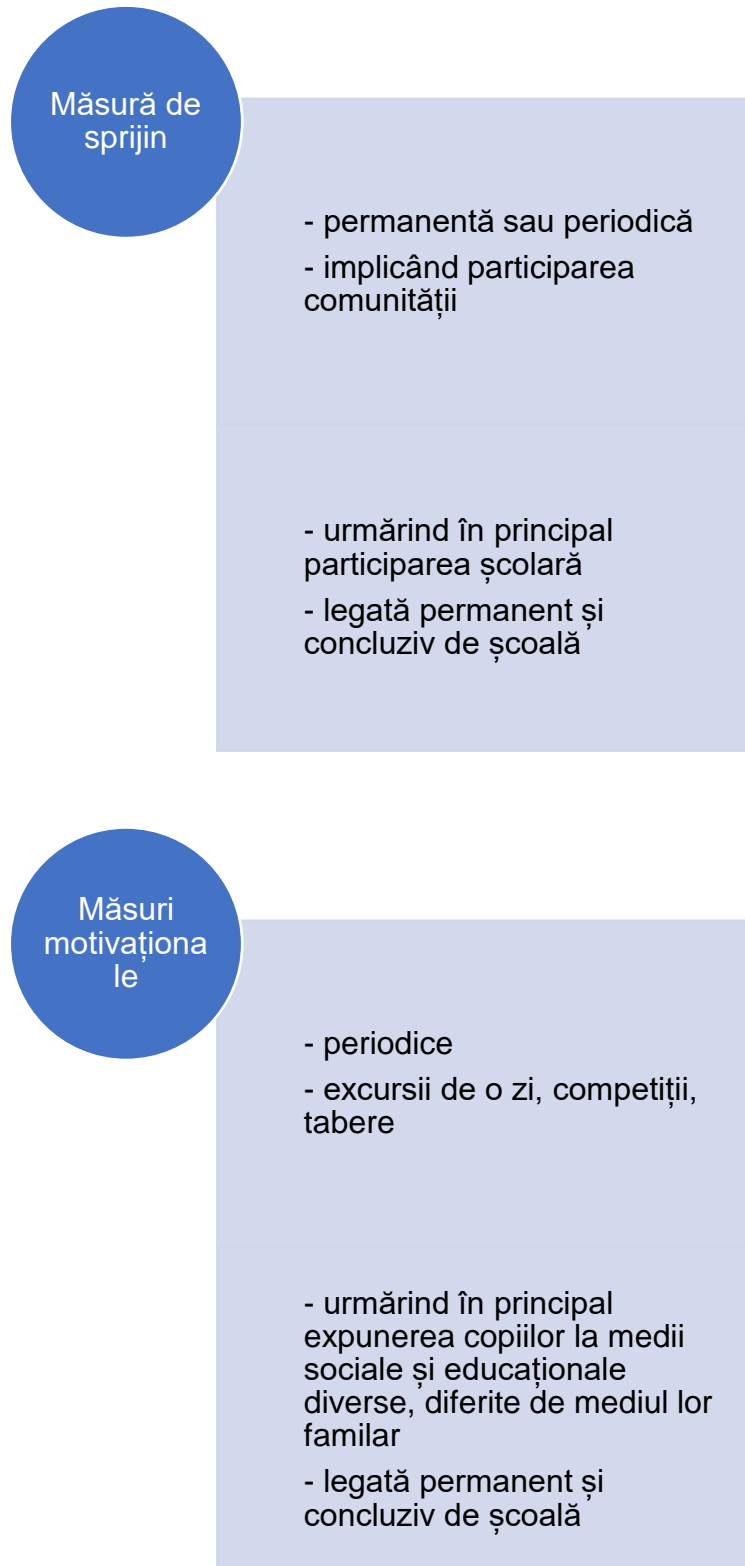 Măsură de
sprijin
- permanentă sau periodică
- implicând participarea
comunității
- urmărind în principal
participarea școlară
- legată permanent și
concluziv de școală
Măsuri
motivaționa
le
- periodice
- excursii de o zi, competiții,
tabere
- urmărind în principal
expunerea copiilor la medii
sociale și educaționale
diverse, diferite de mediul lor
familar
- legată permanent și
concluziv de școală